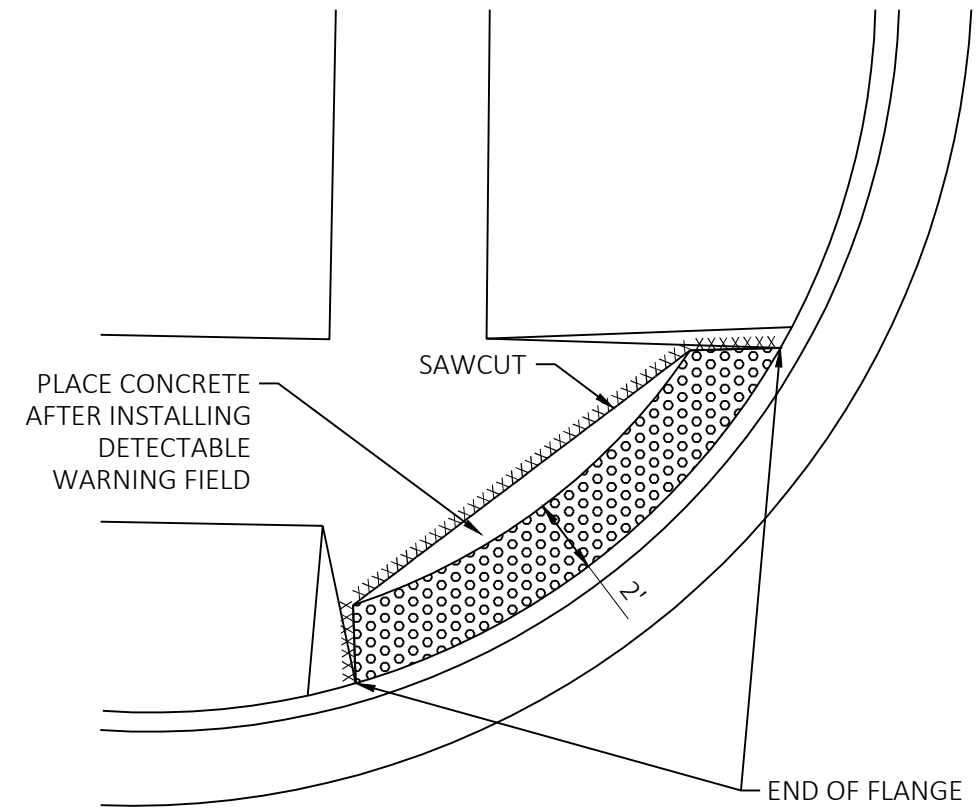 SAWCUT
PLACE CONCRETE
AFTER INSTALLING
DETECTABLE
WARNING FIELD
2'
END OF FLANGE